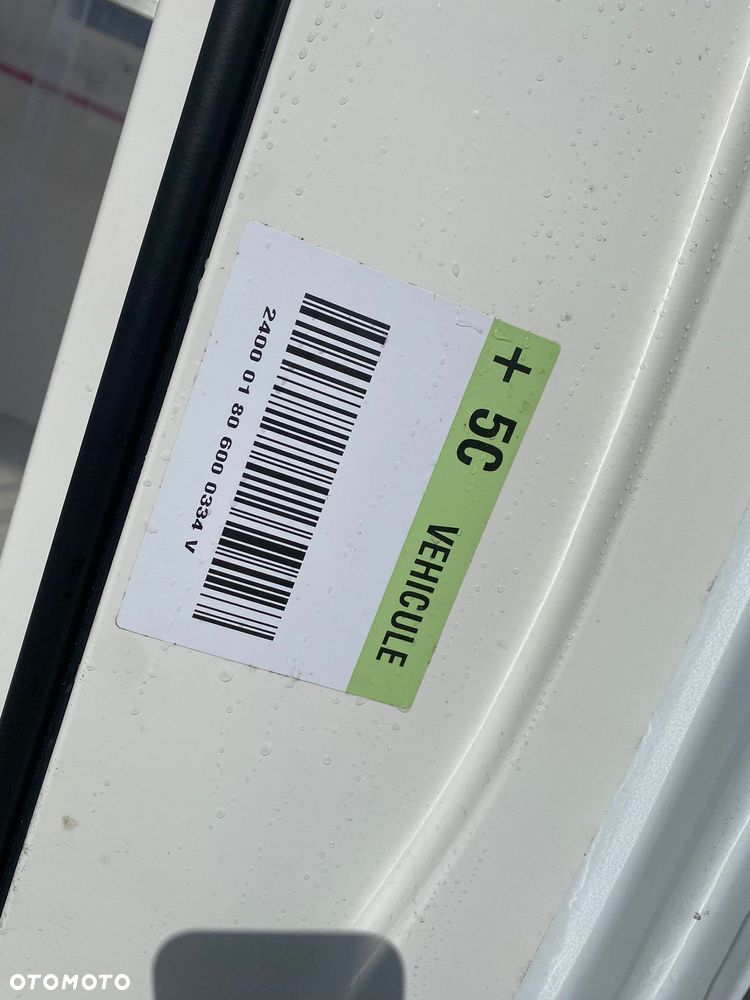 + 5C VEHICULE
2400 01 80 600 0334 V
OTOMOTO